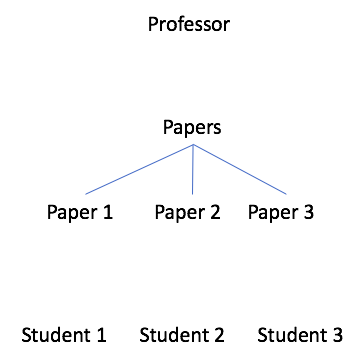 Professor
Papers
Paper 1 Paper 2 Paper 3
Student 1 Student 2 Student 3